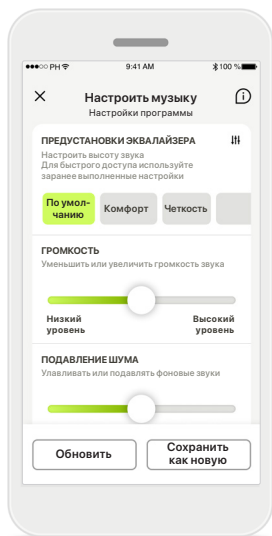 PH 9:41 AM 100 %
Настроить музыку
Настройки программы
ПРЕДУСТАНОВКИ ЭКВАЛАЙЗЕРА
Настроить высоту звука
Для быстрого доступа используйте
заранее выполненные настройки
По умол-
чанию
Комфорт
Четкость
ГРОМКОСТЬ
Уменьшить или увеличить громкость звука
Низкий
уровень
Высокий
уровень
ПОДАВЛЕНИЕ ШУМА
Улавливать или подавлять фоновые звуки
Обновить
Сохранить
как новую